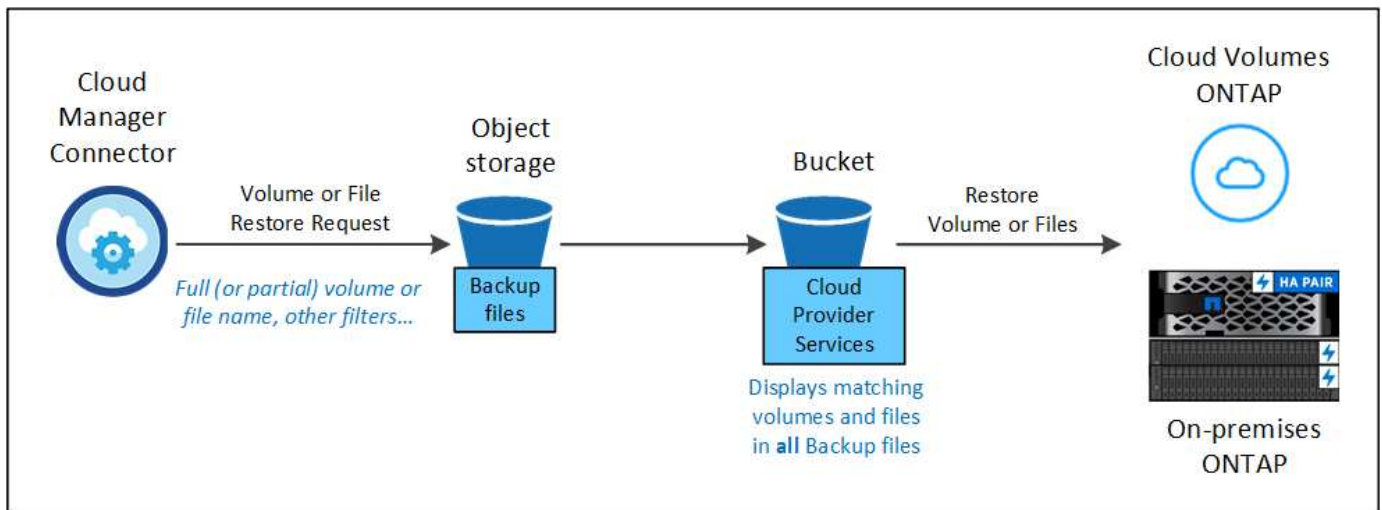 Cloud
Manager
Connector
Volume or File
Restore Request
Full (or partial) volume or
file name, other filters...
Object
storage
Backup
files
Bucket
Cloud
Provider
Services
Displays matching
volumes and files
in all Backup files
Restore
Volume or Files
Cloud Volumes
ONTAP
HA PAIR
On-premises
ONTAP